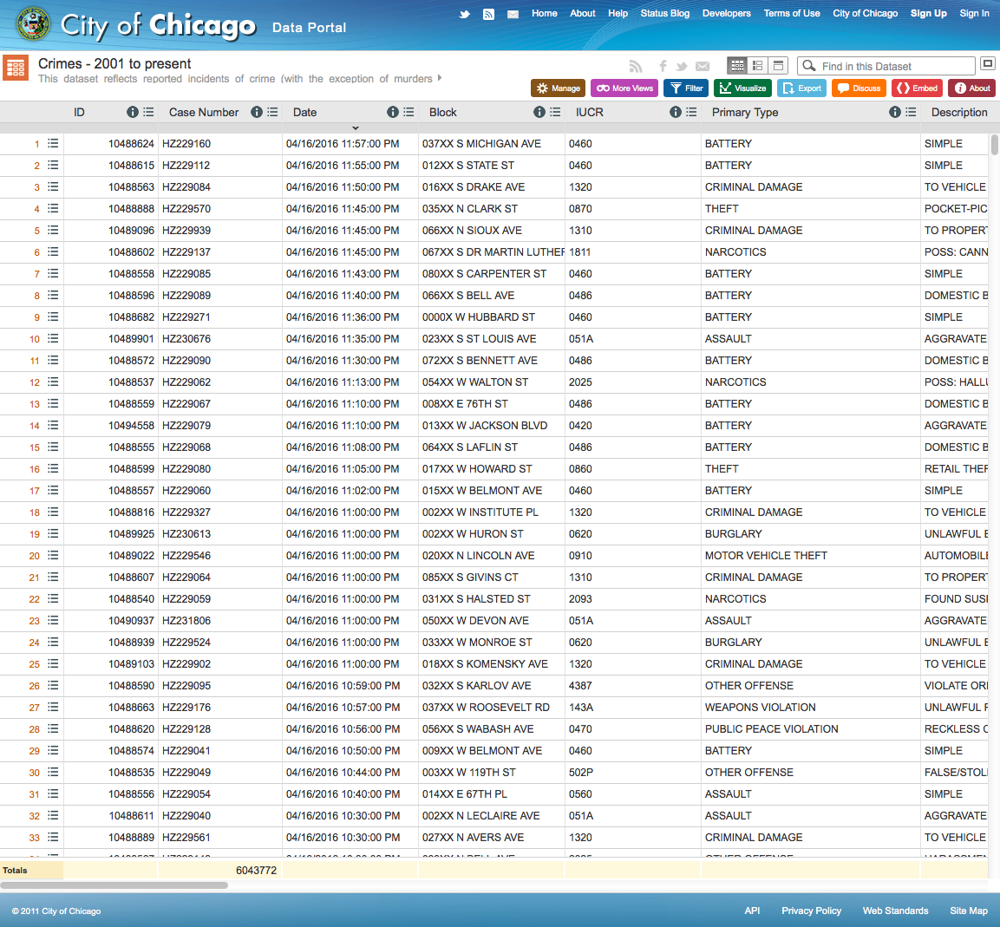 City of Chicago Data Portal
Home About Help Status Blog Developers Terms of Use City of Chicago Sign Up Sign In
Crimes - 2001 to present
This dataset reflects reported incidents of crime (with the exception of murders
Find in this Dataset
Manage More Views Filter Visualize Export Discuss Embed About
ID Case Number Date Block IUCR Primary Type Description
1 10488624 HZ229160 04/16/2016 11:57:00 PM 037XX S MICHIGAN AVE 0460 BATTERY SIMPLE
2 10488615 HZ229112 04/16/2016 11:55:00 PM 012XX S STATE ST 0460 BATTERY SIMPLE
3 10488563 HZ229084 04/16/2016 11:50:00 PM 016XX S DRAKE AVE 1320 CRIMINAL DAMAGE TO VEHICLE
4 10488888 HZ229570 04/16/2016 11:45:00 PM 035XX N CLARK ST 0870 THEFT POCKET-PIC
5 10489096 HZ229939 04/16/2016 11:45:00 PM 066XX N SIOUX AVE 1310 CRIMINAL DAMAGE TO PROPERT
6 10488602 HZ229137 04/16/2016 11:45:00 PM 067XX S DR MARTIN LUTHER 1811 NARCOTICS POSS: CANN
7 10488558 HZ229085 04/16/2016 11:43:00 PM 080XX S CARPENTER ST 0460 BATTERY SIMPLE
8 10488596 HZ229089 04/16/2016 11:40:00 PM 066XX S BELL AVE 0486 BATTERY DOMESTIC B
9 10488682 HZ229271 04/16/2016 11:36:00 PM 0000X W HUBBARD ST 0460 BATTERY SIMPLE
10 10489901 HZ230676 04/16/2016 11:35:00 PM 023XX S ST LOUIS AVE 051A ASSAULT AGGRAVATE
11 10488572 HZ229090 04/16/2016 11:30:00 PM 072XX S BENNETT AVE 0486 BATTERY DOMESTIC B
12 10488537 HZ229062 04/16/2016 11:13:00 PM 054XX W WALTON ST 2025 NARCOTICS POSS: HALLU
13 10488559 HZ229067 04/16/2016 11:10:00 PM 008XX E 76TH ST 0486 BATTERY DOMESTIC B
14 10494558 HZ229079 04/16/2016 11:10:00 PM 013XX W JACKSON BLVD 0420 BATTERY AGGRAVATE
15 10488555 HZ229068 04/16/2016 11:08:00 PM 064XX S LAFLIN ST 0486 BATTERY DOMESTIC B
16 10488599 HZ229080 04/16/2016 11:05:00 PM 017XX W HOWARD ST 0860 THEFT RETAIL THEF
17 10488557 HZ229060 04/16/2016 11:02:00 PM 015XX W BELMONT AVE 0460 BATTERY SIMPLE
18 10488816 HZ229327 04/16/2016 11:00:00 PM 002XX W INSTITUTE PL 1320 CRIMINAL DAMAGE TO VEHICLE
19 10489925 HZ230613 04/16/2016 11:00:00 PM 002XX W HURON ST 0620 BURGLARY UNLAWFUL E
20 10489022 HZ229546 04/16/2016 11:00:00 PM 020XX N LINCOLN AVE 0910 MOTOR VEHICLE THEFT AUTOMOBILE
21 10488607 HZ229064 04/16/2016 11:00:00 PM 085XX S GIVINS CT 1310 CRIMINAL DAMAGE TO PROPERT
22 10488540 HZ229059 04/16/2016 11:00:00 PM 031XX S HALSTED ST 2093 NARCOTICS FOUND SUSI
23 10490937 HZ231806 04/16/2016 11:00:00 PM 050XX W DEVON AVE 051A ASSAULT AGGRAVATE
24 10488939 HZ229524 04/16/2016 11:00:00 PM 033XX W MONROE ST 0620 BURGLARY UNLAWFUL E
25 10489103 HZ229902 04/16/2016 11:00:00 PM 018XX S KOMENSKY AVE 1320 CRIMINAL DAMAGE TO VEHICLE
26 10488590 HZ229095 04/16/2016 10:59:00 PM 032XX S KARLOV AVE 4387 OTHER OFFENSE VIOLATE ORI
27 10488663 HZ229176 04/16/2016 10:57:00 PM 037XX W ROOSEVELT RD 143A WEAPONS VIOLATION UNLAWFUL F
28 10488620 HZ229128 04/16/2016 10:56:00 PM 056XX S WABASH AVE 0470 PUBLIC PEACE VIOLATION RECKLESS C
29 10488574 HZ229041 04/16/2016 10:50:00 PM 009XX W BELMONT AVE 0460 BATTERY SIMPLE
30 10488535 HZ229049 04/16/2016 10:44:00 PM 003XX W 119TH ST 502P OTHER OFFENSE FALSE/STOL
31 10488556 HZ229054 04/16/2016 10:40:00 PM 014XX E 67TH PL 0560 ASSAULT SIMPLE
32 10488611 HZ229040 04/16/2016 10:30:00 PM 002XX N LECLAIRE AVE 051A ASSAULT AGGRAVATE
33 10488889 HZ229561 04/16/2016 10:30:00 PM 027XX N AVERS AVE 1320 CRIMINAL DAMAGE TO VEHICLE
Totals 6043772
© 2011 City of Chicago API Privacy Policy Web Standards Site Map